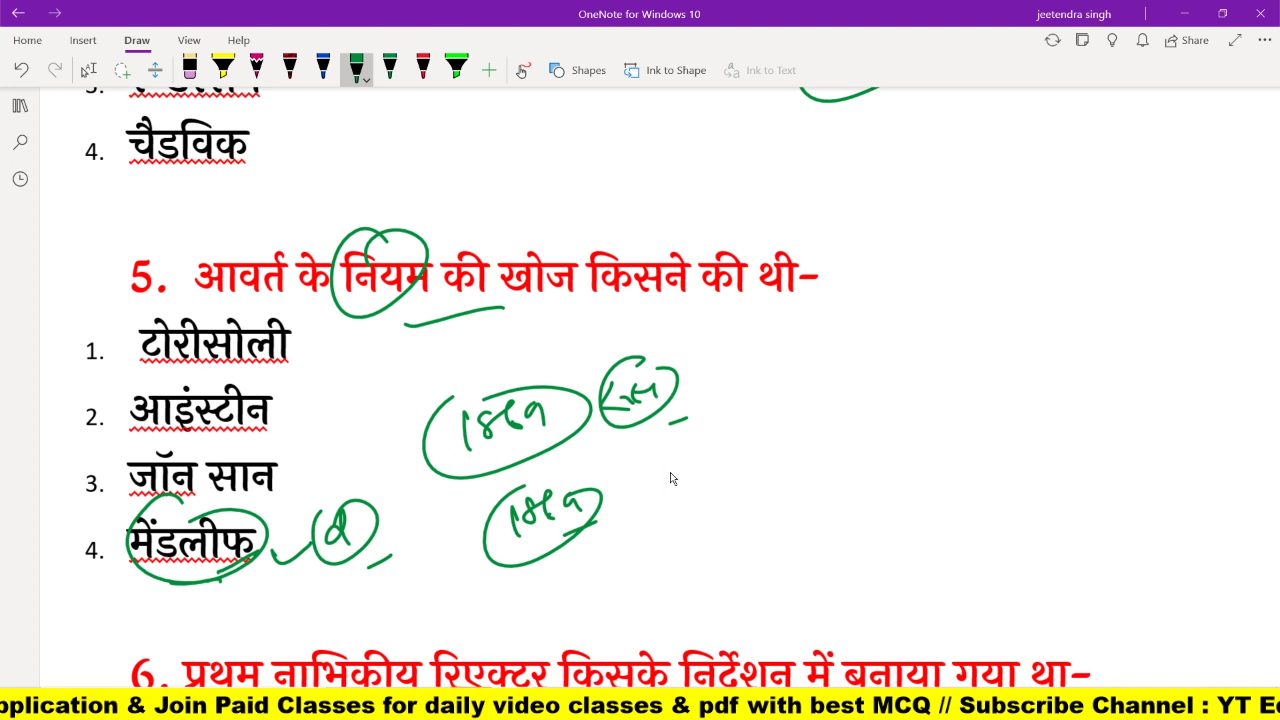 OneNote for Windows 10
jeetendra singh
Home Insert Draw View Help
Share
Shapes Ink to Shape Ink to Text
4. चैडविक
5. आवर्त के नियम की खोज किसने की थी-
1. टोरीसोली
2. आइंस्टीन
1869
3. जॉन सान
1869
4. मेंडलीफ
d
6. प्रथम नाभिकीय रिएक्टर किसके निर्देशन में बनाया गया था-
pplication & Join Paid Classes for daily video classes & pdf with best MCQ // Subscribe Channel : YT E